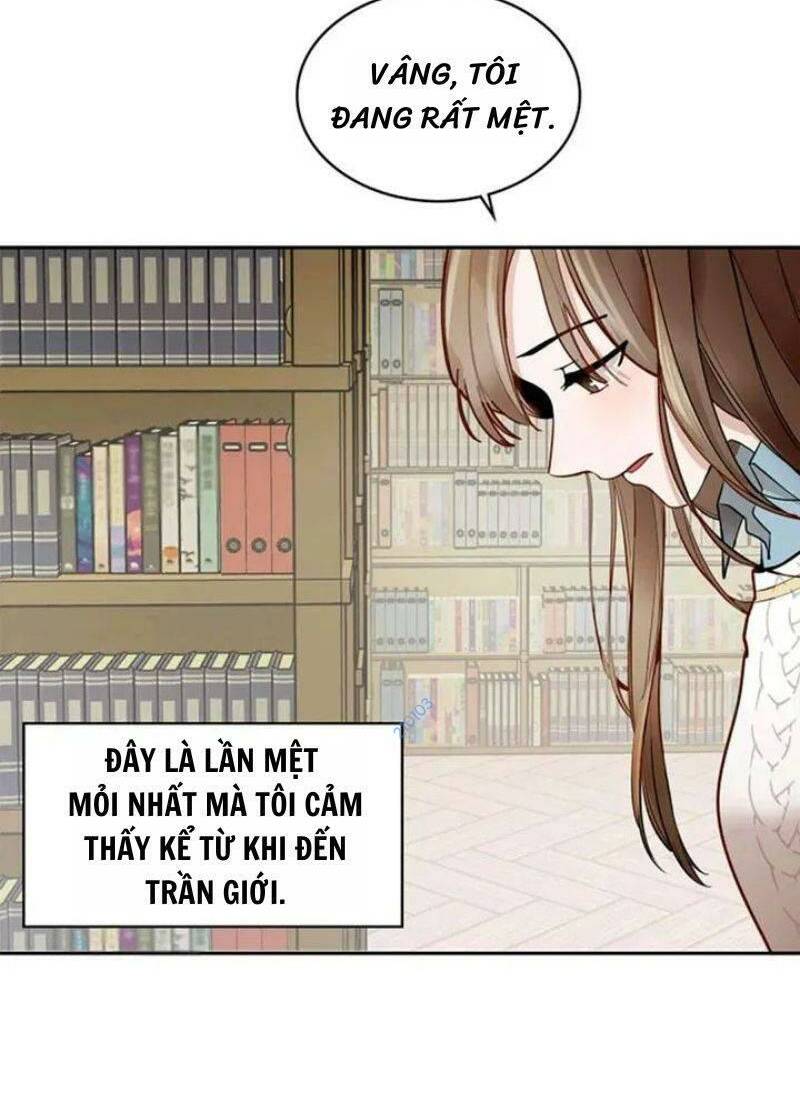 VÂNG, TÔI
ĐANG RẤT MỆT.
210103
ĐÂY LÀ LẦN MỆT
MỎI NHẤT MÀ TÔI CẢM
THẤY KỂ TỪ KHI ĐẾN
TRẦN GIỚI.